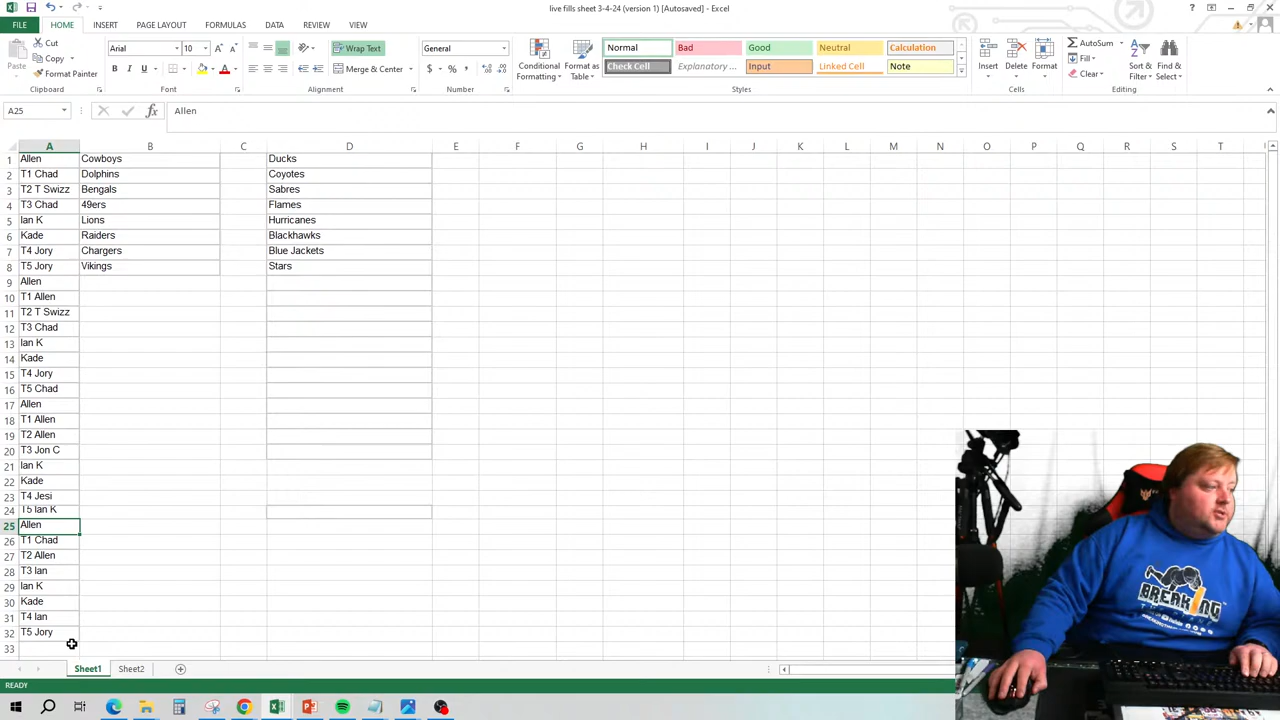 live fills sheet 3-4-24 (version 1) [Autosaved] - Excel
FILE HOME INSERT PAGE LAYOUT FORMULAS DATA REVIEW VIEW
Paste Cut Copy Format Painter Clipboard
Arial 10 B I U Font
Wrap Text Merge & Center Alignment
General $ % Number
Conditional Formatting Format as Table
Normal Bad Good Neutral Calculation
Check Cell Explanatory ... Input Linked Cell Note
Styles
Insert Delete Format Cells
AutoSum Fill Clear Sort & Filter Find & Select Editing
A25 fx Allen
A B C D E F G H I J K L M N O P Q R S T
1 Allen Cowboys Ducks
2 T1 Chad Dolphins Coyotes
3 T2 T Swizz Bengals Sabres
4 T3 Chad 49ers Flames
5 Ian K Lions Hurricanes
6 Kade Raiders Blackhawks
7 T4 Jory Chargers Blue Jackets
8 T5 Jory Vikings Stars
9 Allen
10 T1 Allen
11 T2 T Swizz
12 T3 Chad
13 Ian K
14 Kade
15 T4 Jory
16 T5 Chad
17 Allen
18 T1 Allen
19 T2 Allen
20 T3 Jon C
21 Ian K
22 Kade
23 T4 Jesi
24 T5 Ian K
25 Allen
26 T1 Chad
27 T2 Allen
28 T3 Ian
29 Ian K
30 Kade
31 T4 Ian
32 T5 Jory
33
Sheet1 Sheet2
READY
BREAKING